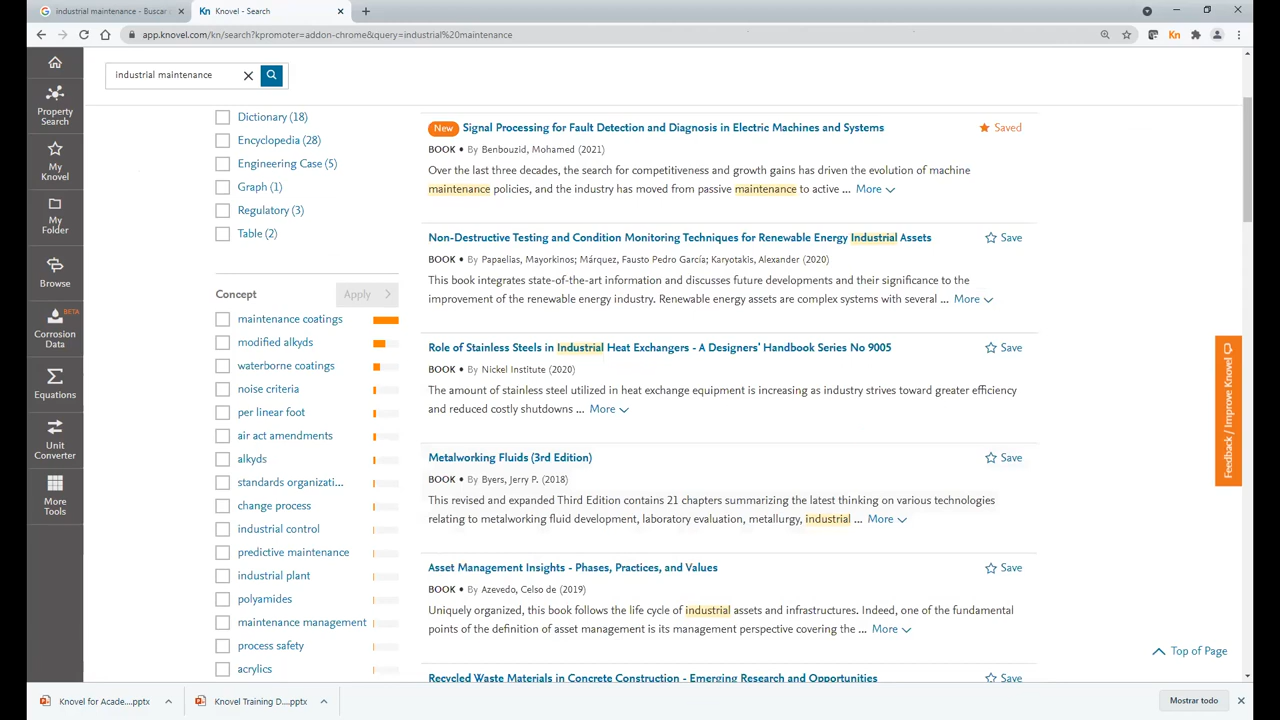 industrial maintenance - Buscar
Knovel - Search
app.knovel.com/kn/search?kpromoter=addon-chrome&query=industrial%20maintenance
Kn
industrial maintenance
Property
Search
My
Knovel
My
Folder
Browse
BETA
Corrosion
Data
Equations
Unit
Converter
More
Tools
Dictionary (18)
Encyclopedia (28)
Engineering Case (5)
Graph (1)
Regulatory (3)
Table (2)
Concept
Apply
maintenance coatings
modified alkyds
waterborne coatings
noise criteria
per linear foot
air act amendments
alkyds
standards organizati...
change process
industrial control
predictive maintenance
industrial plant
polyamides
maintenance management
process safety
acrylics
New Signal Processing for Fault Detection and Diagnosis in Electric Machines and Systems
Saved
BOOK • By Benbouzid, Mohamed (2021)
Over the last three decades, the search for competitiveness and growth gains has driven the evolution of machine
maintenance policies, and the industry has moved from passive maintenance to active ... More
Non-Destructive Testing and Condition Monitoring Techniques for Renewable Energy Industrial Assets
Save
BOOK • By Papaelias, Mayorkinos; Márquez, Fausto Pedro García; Karyotakis, Alexander (2020)
This book integrates state-of-the-art information and discusses future developments and their significance to the
improvement of the renewable energy industry. Renewable energy assets are complex systems with several ... More
Role of Stainless Steels in Industrial Heat Exchangers - A Designers' Handbook Series No 9005
Save
BOOK • By Nickel Institute (2020)
The amount of stainless steel utilized in heat exchange equipment is increasing as industry strives toward greater efficiency
and reduced costly shutdowns ... More
Metalworking Fluids (3rd Edition)
Save
BOOK • By Byers, Jerry P. (2018)
This revised and expanded Third Edition contains 21 chapters summarizing the latest thinking on various technologies
relating to metalworking fluid development, laboratory evaluation, metallurgy, industrial ... More
Asset Management Insights - Phases, Practices, and Values
Save
BOOK • By Azevedo, Celso de (2019)
Uniquely organized, this book follows the life cycle of industrial assets and infrastructures. Indeed, one of the fundamental
points of the definition of asset management is its management perspective covering the ... More
Recycled Waste Materials in Concrete Construction - Emerging Research and Opportunities
Save
Feedback / Improve Knovel
Top of Page
Knovel for Acade....pptx
Knovel Training D....pptx
Mostrar todo